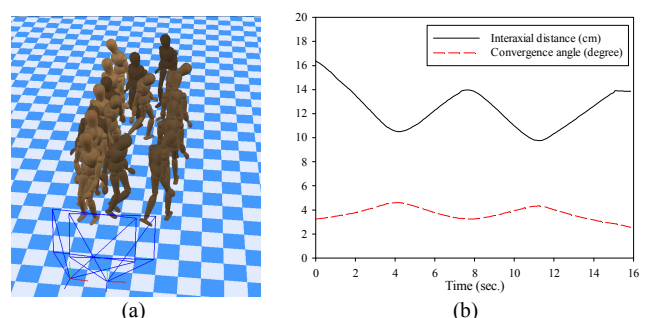 20
18
16
14
12
10
8
6
4
2
0
Interaxial distance (cm)
Convergence angle (degree)
0 2 4 6 8 10 12 14 16
Time (sec.)
(a) (b)